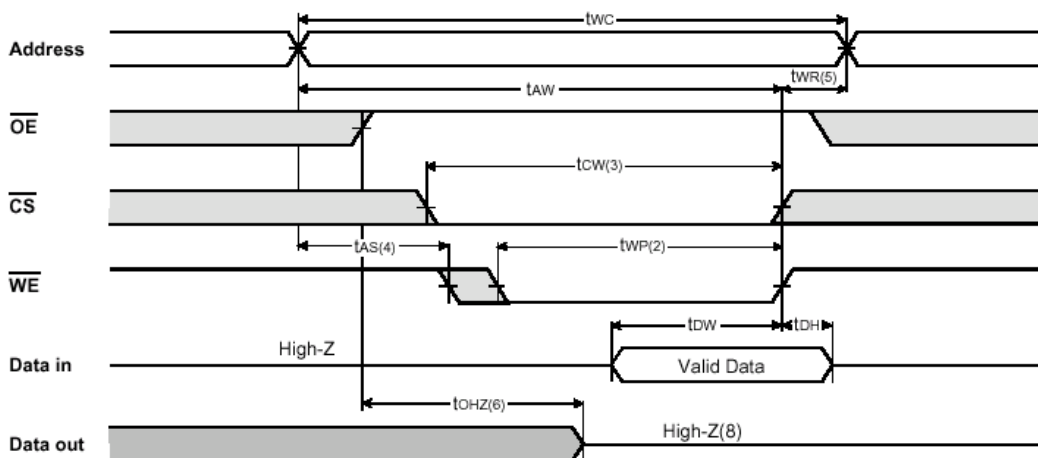 tWC
Address
tWR(5)
tAW
OE
tCW(3)
CS
tAS(4)
tWP(2)
WE
tDW
tDH
High-Z
Data in
Valid Data
tOHZ(6)
High-Z(8)
Data out